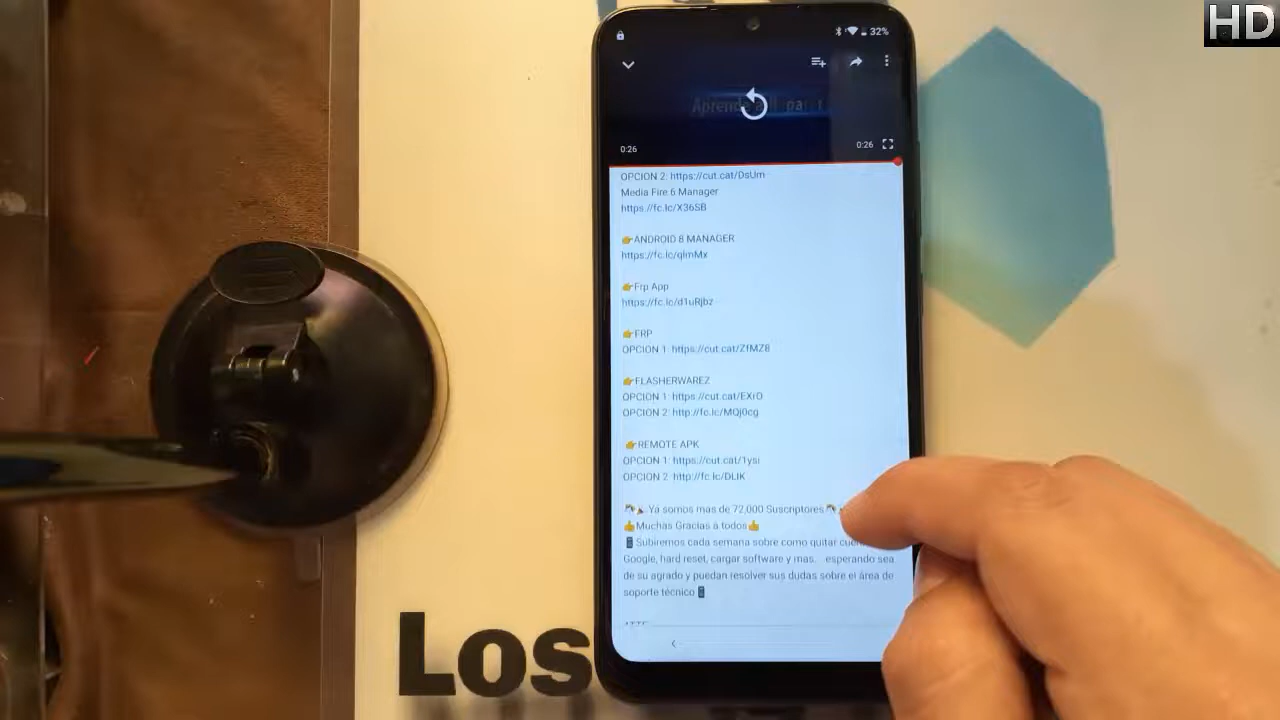 HD
32%
0:26
0:26
OPCION 2: https://cut.cat/DsUm
Media Fire 6 Manager
https://fc.lc/X36SB
👉ANDROID 8 MANAGER
https://fc.lc/qlmMx
👉Frp App
https://fc.lc/d1uRjbz
👉FRP
OPCION 1: https://cut.cat/ZfMZ8
👉FLASHERWAREZ
OPCION 1: https://cut.cat/EXrO
OPCION 2: http://fc.lc/MQj0cg
👉REMOTE APK
OPCION 1: https://cut.cat/1ysi
OPCION 2: http://fc.lc/DLIK
Ya somos mas de 72,000 Suscriptores
👍Muchas Gracias a todos👍
Subiremos cada semana sobre como quitar
Google, hard reset, cargar software y mas. esperando sea
de su agrado y puedan resolver sus dudas sobre el área de
soporte técnico
Los